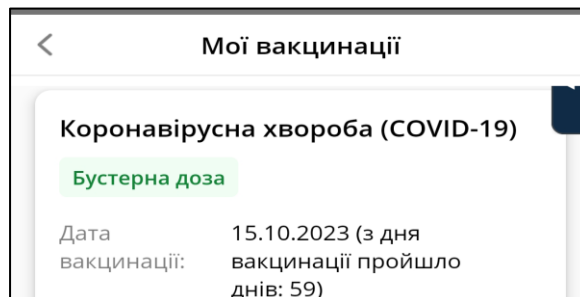 Мої вакцинації
Коронавірусна хвороба (COVID-19)
Бустерна доза
Дата 15.10.2023 (з дня
вакцинації: вакцинації пройшло
днів: 59)